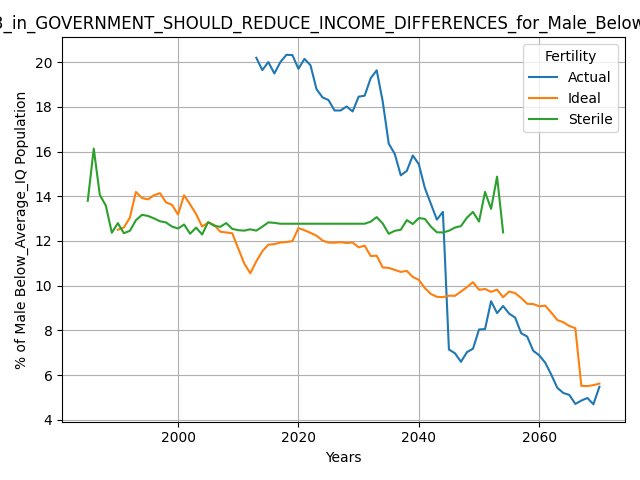 3_in_GOVERNMENT_SHOULD_REDUCE_INCOME_DIFFERENCES_for_Male_Below
% of Male Below_Average_IQ Population
20
18
16
14
12
10
8
6
4
Fertility
Actual
Ideal
Sterile
2000
2020
2040
2060
Years